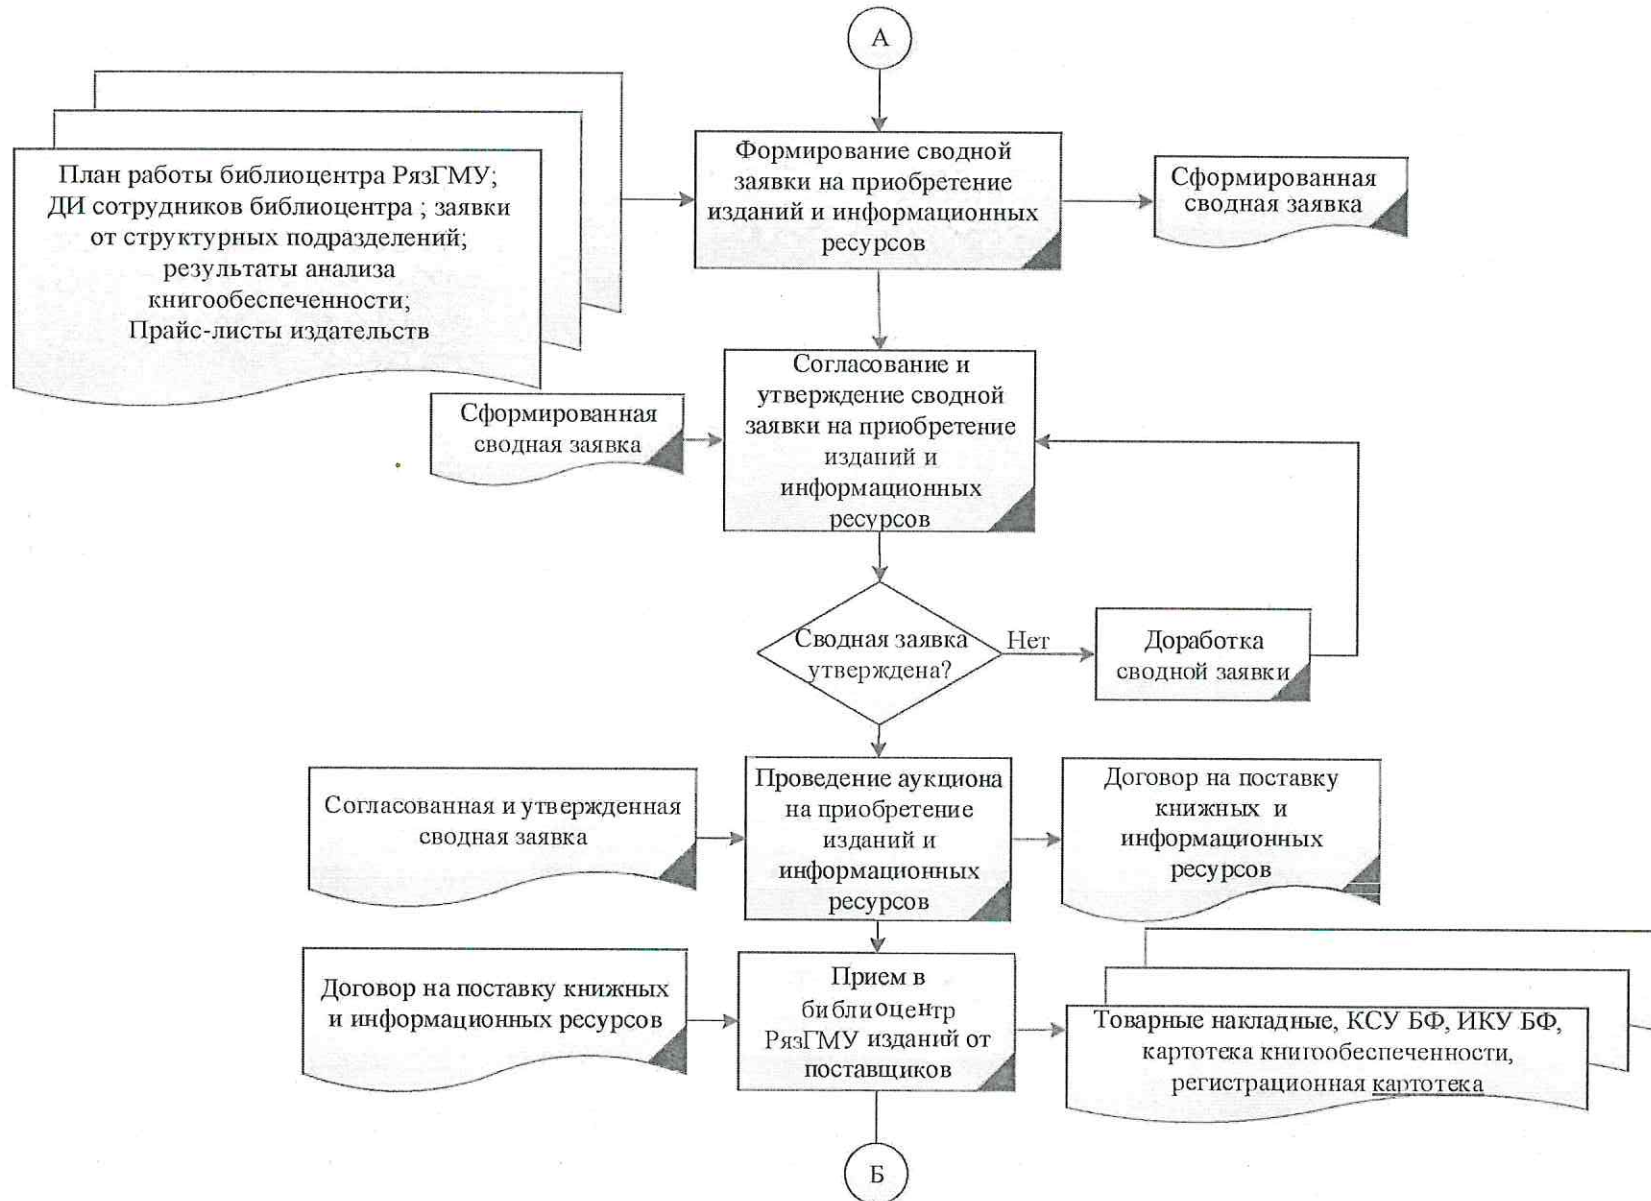 А
План работы библиоцентра РязГМУ;
ДИ сотрудников библиоцентра ; заявки
от структурных подразделений;
результаты анализа
книгообеспеченности;
Прайс-листы издательств
Формирование сводной
заявки на приобретение
изданий и информационных
ресурсов
Сформированная
сводная заявка
Сформированная
сводная заявка
Согласование и
утверждение сводной
заявки на приобретение
изданий и
информационных
ресурсов
Сводная заявка
утверждена?
Нет
Доработка
сводной заявки
Согласованная и утвержденная
сводная заявка
Проведение аукциона
на приобретение
изданий и
информационных
ресурсов
Договор на поставку
книжных и
информационных
ресурсов
Договор на поставку книжных
и информационных ресурсов
Прием в
библиоцентр
РязГМУ изданий от
поставщиков
Товарные накладные, КСУ БФ, ИКУ БФ,
картотека книгообеспеченности,
регистрационная картотека
Б